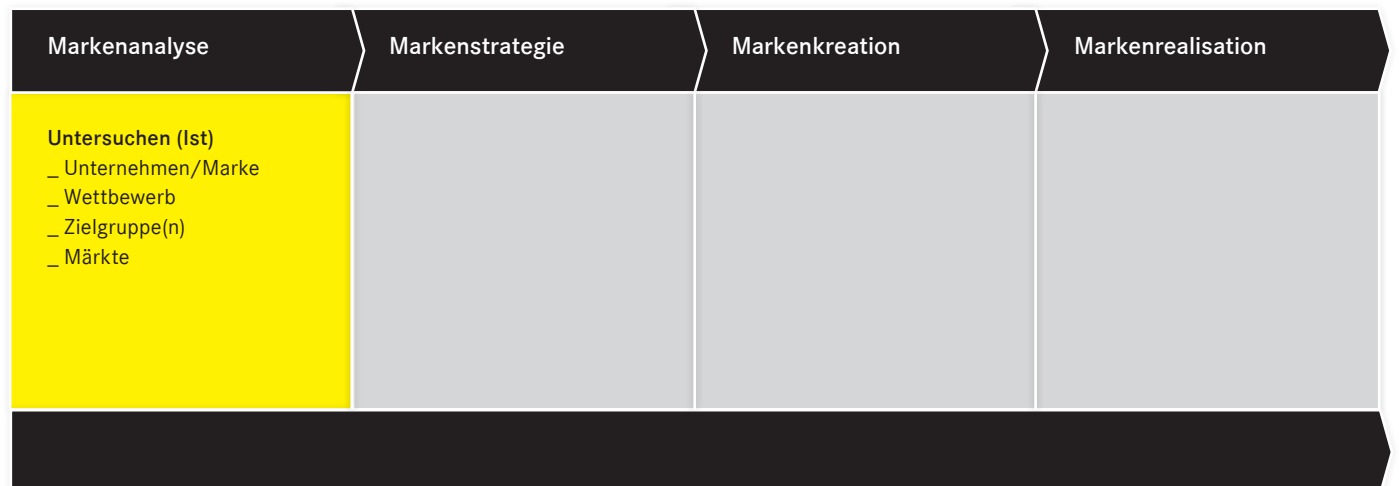 Markenanalyse
Markenstrategie
Markenkreation
Markenrealisation
Untersuchen (Ist)
_ Unternehmen/Marke
_ Wettbewerb
_ Zielgruppe(n)
_ Märkte